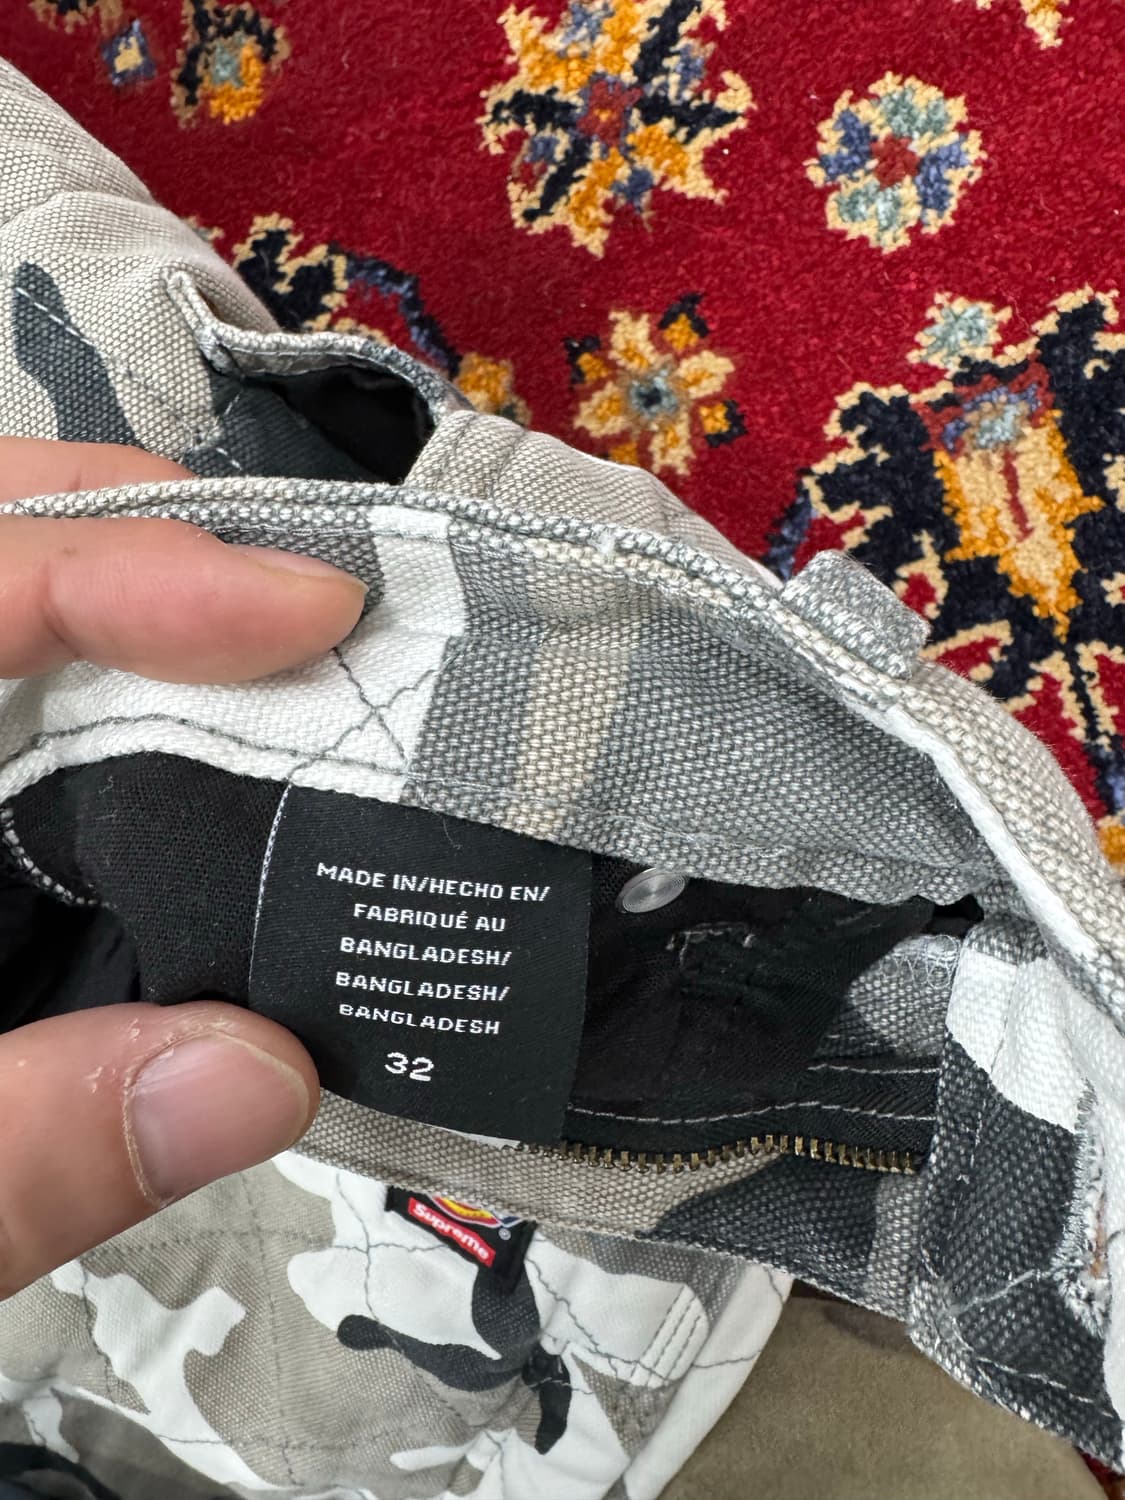 MADE IN/HECHO EN/
FABRIQUÉ AU
BANGLADESH/
BANGLADESH/
BANGLADESH
32
Supreme
®